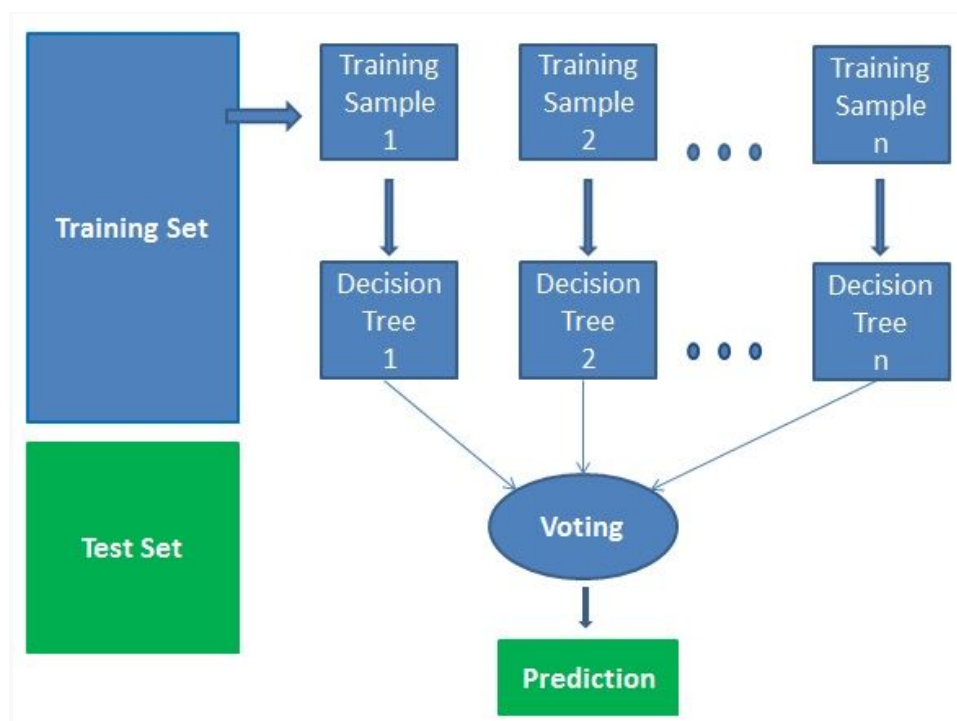 Training Set
Training
Sample
1
Training
Sample
2
Training
Sample
n
Decision
Tree
1
Decision
Tree
2
Decision
Tree
n
Test Set
Voting
Prediction